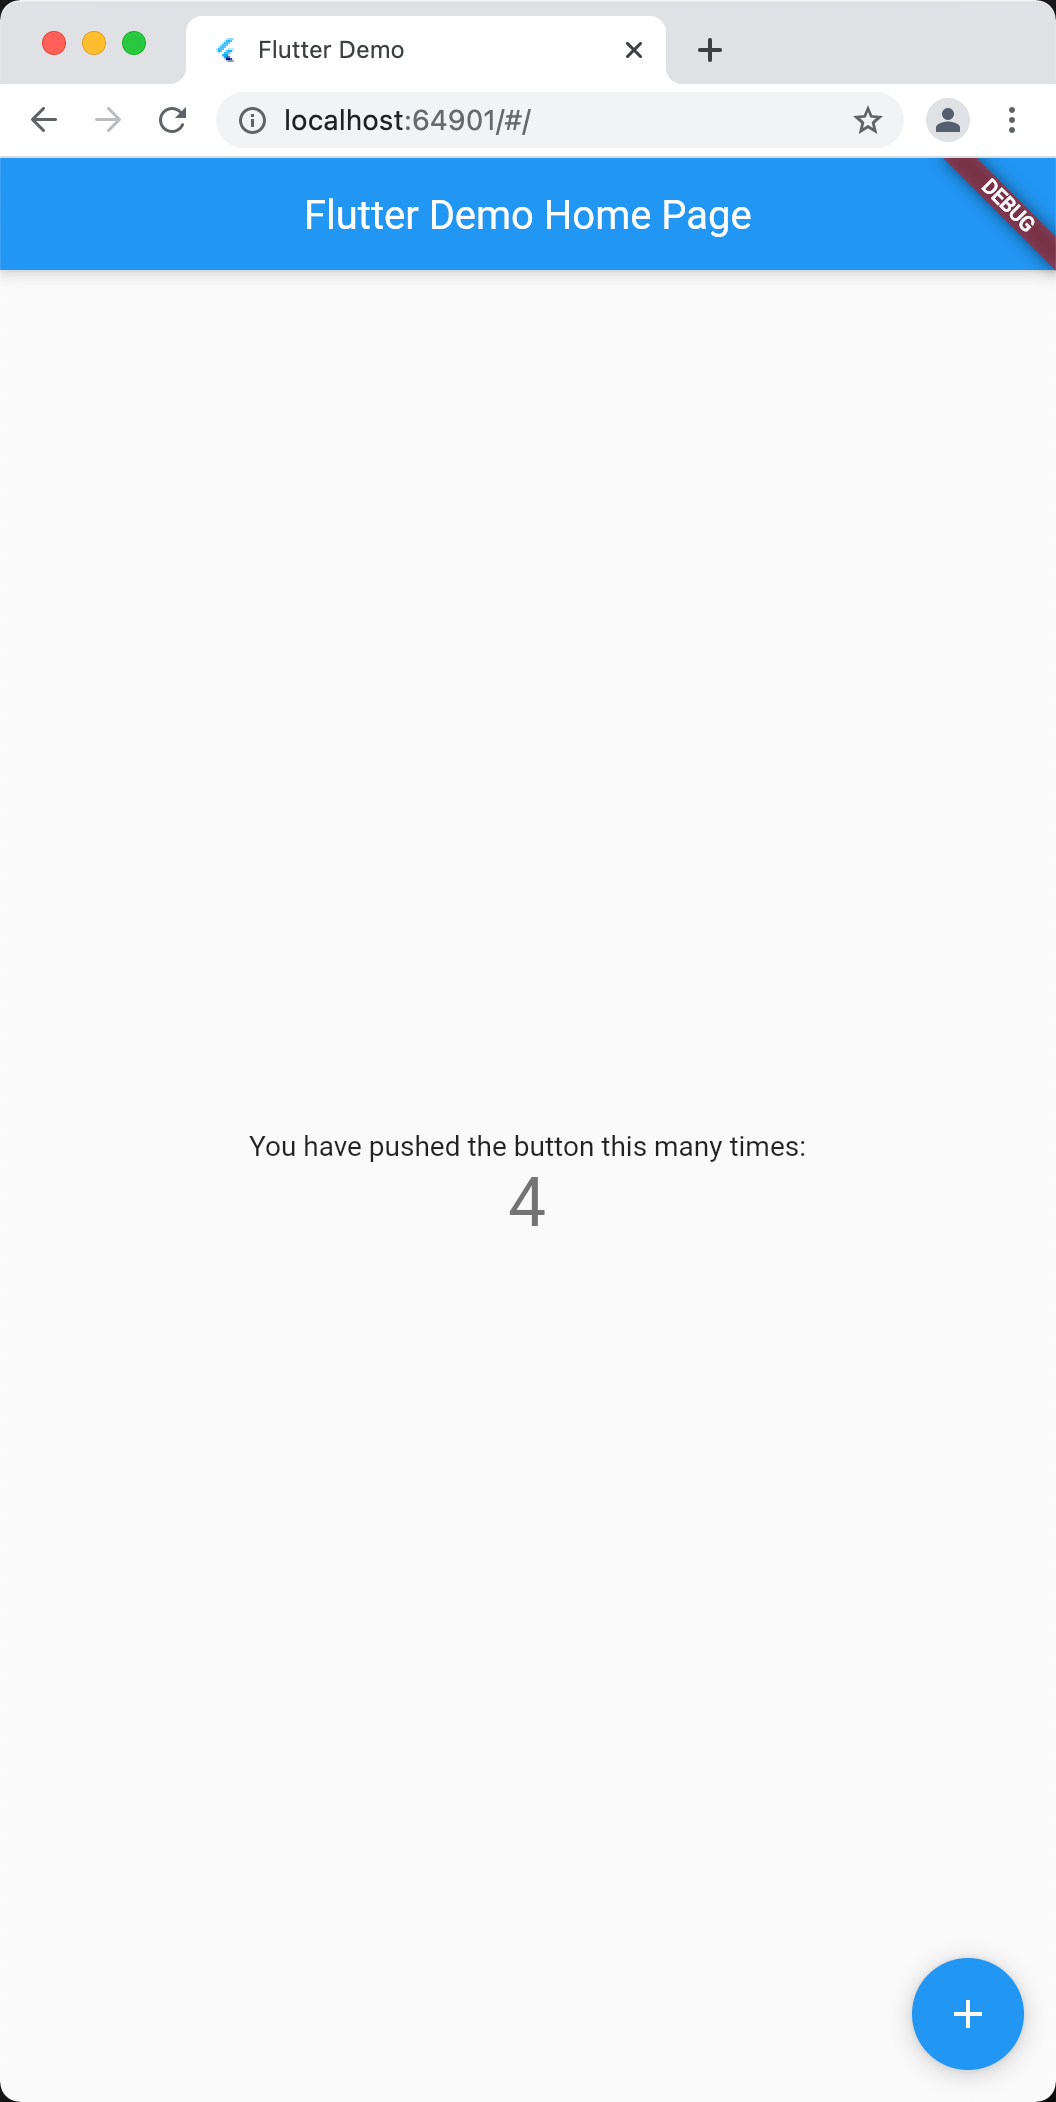 Flutter Demo
localhost:64901/#/
Flutter Demo Home Page
DEBUG
You have pushed the button this many times:
4